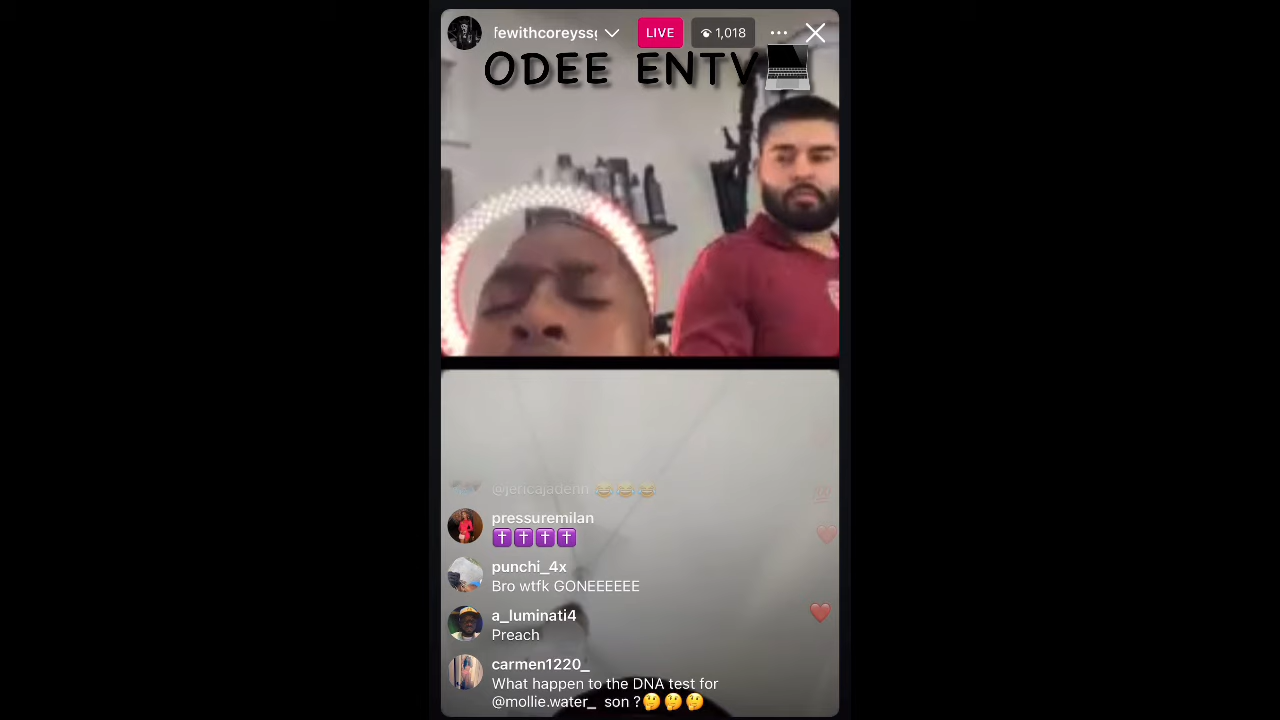 fewithcoreyss
LIVE
1,018
ODEE ENTV
@jericajadenn 😂😂😂
pressuremilan
✝️✝️✝️✝️
punchi_4x
Bro wtfk GONEEEEEE
a_luminati4
Preach
carmen1220_
What happen to the DNA test for
@mollie.water_ son ?🤔🤔🤔